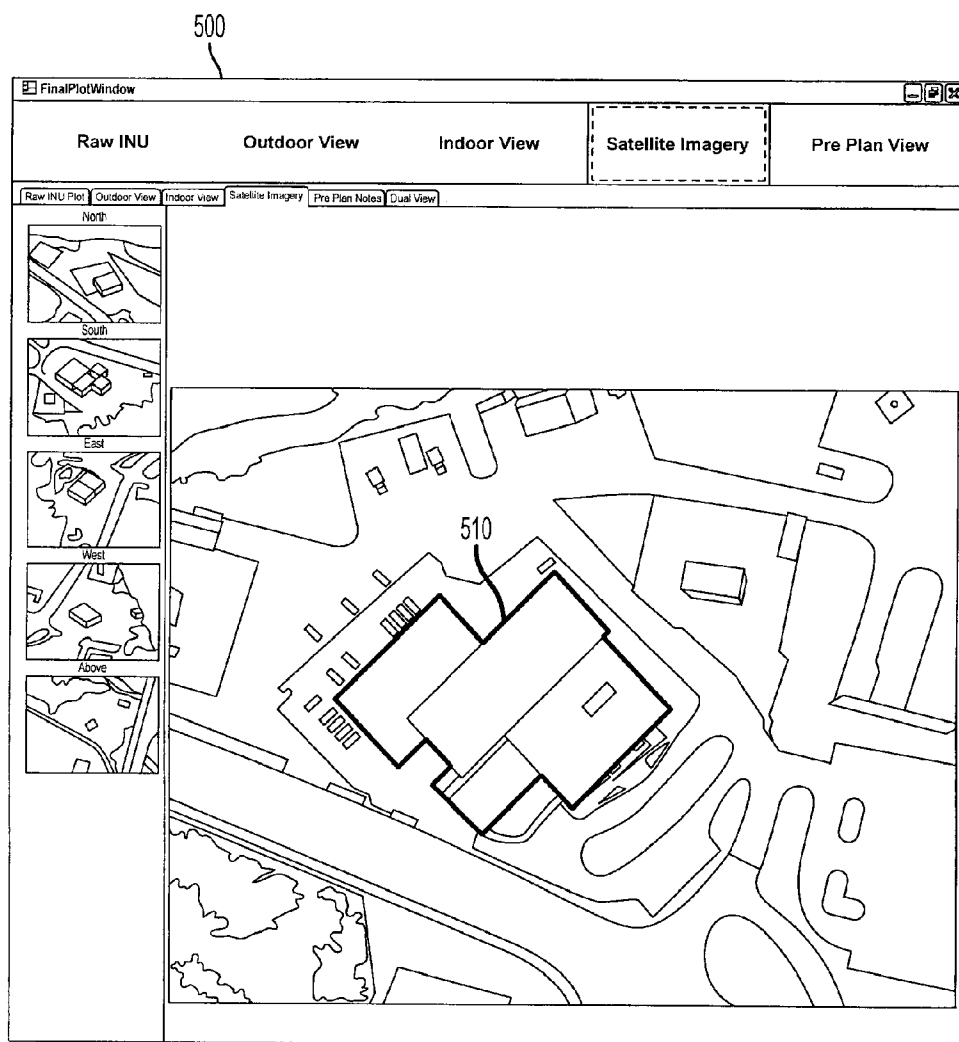 500
FinalPlotWindow
Raw INU Outdoor View Indoor View Satellite Imagery Pre Plan View
Raw INU Plot Outdoor View Indoor view Satellite Imagery Pre Plan Notes Dual View
North
South
East
West
Above
510